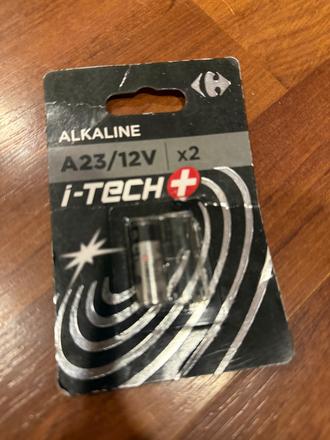 ALKALINE
A23/12V x2
i-TECH+